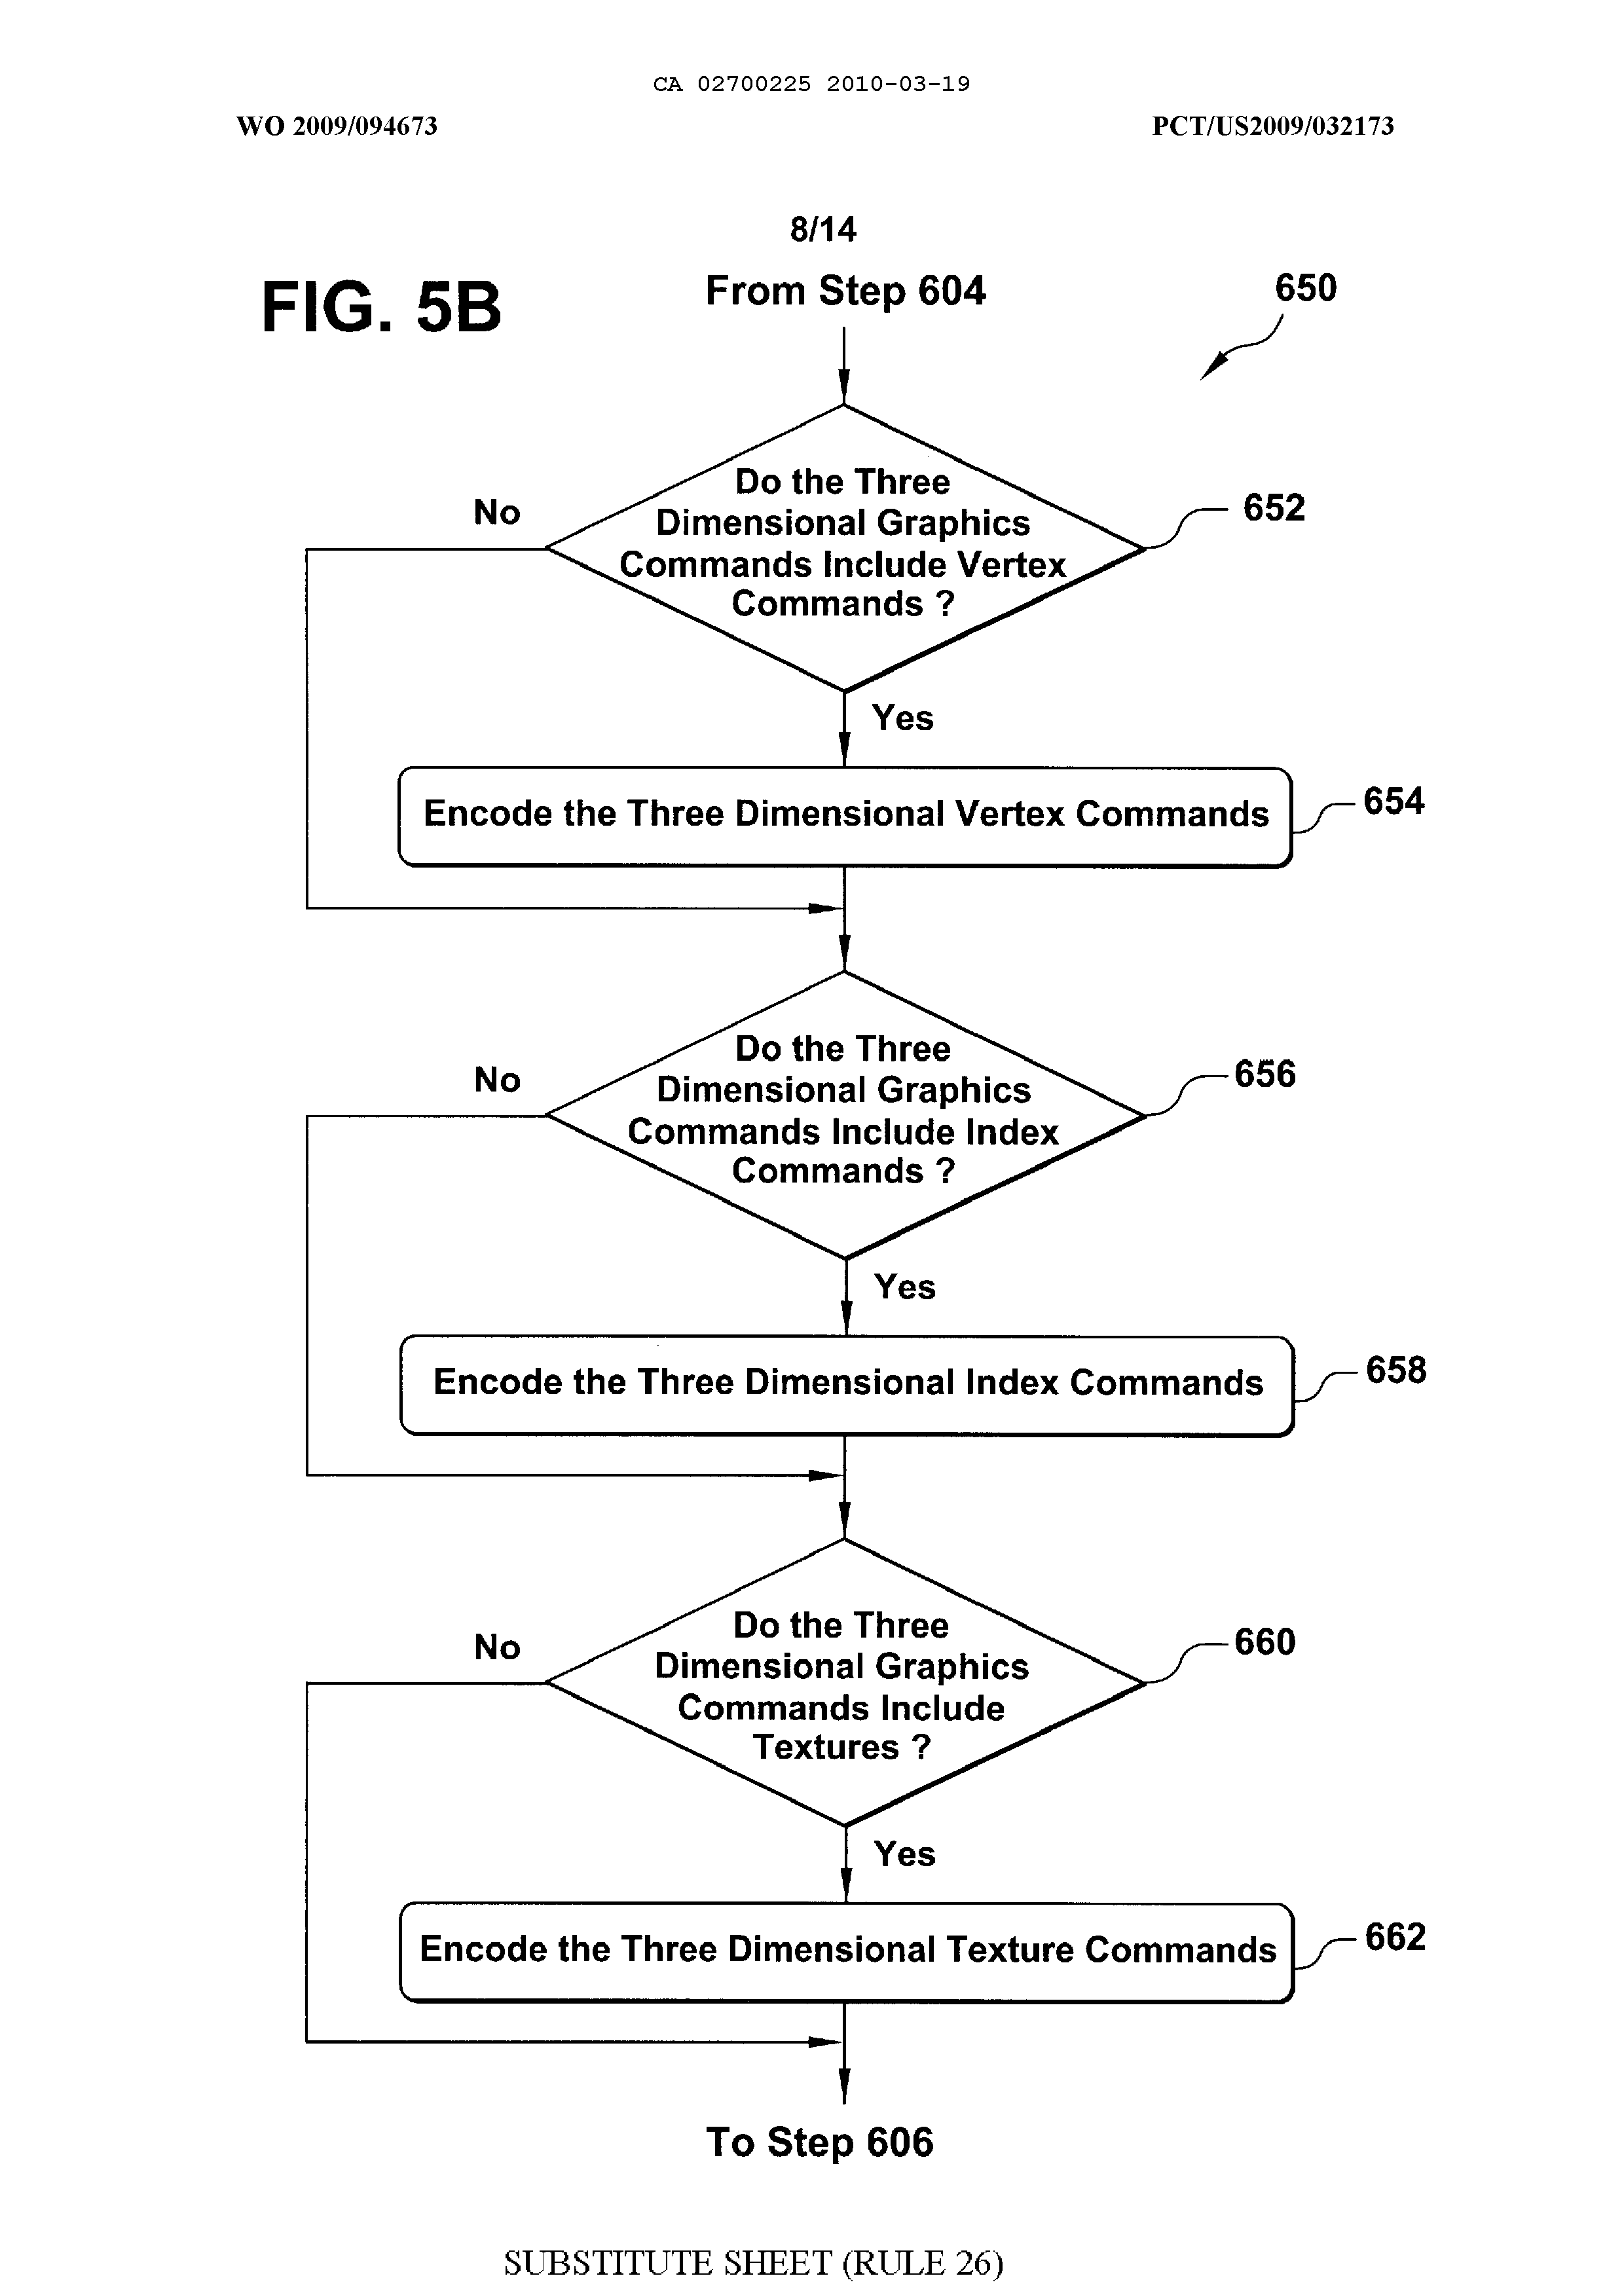 CA 02700225 2010-03-19
WO 2009/094673
PCT/US2009/032173
8/14
FIG. 5B
From Step 604
650
Do the Three
Dimensional Graphics
Commands Include Vertex
Commands ?
No
652
Yes
Encode the Three Dimensional Vertex Commands
654
Do the Three
Dimensional Graphics
Commands Include Index
Commands ?
No
656
Yes
Encode the Three Dimensional Index Commands
658
Do the Three
Dimensional Graphics
Commands Include
Textures ?
No
660
Yes
Encode the Three Dimensional Texture Commands
662
To Step 606
SUBSTITUTE SHEET (RULE 26)